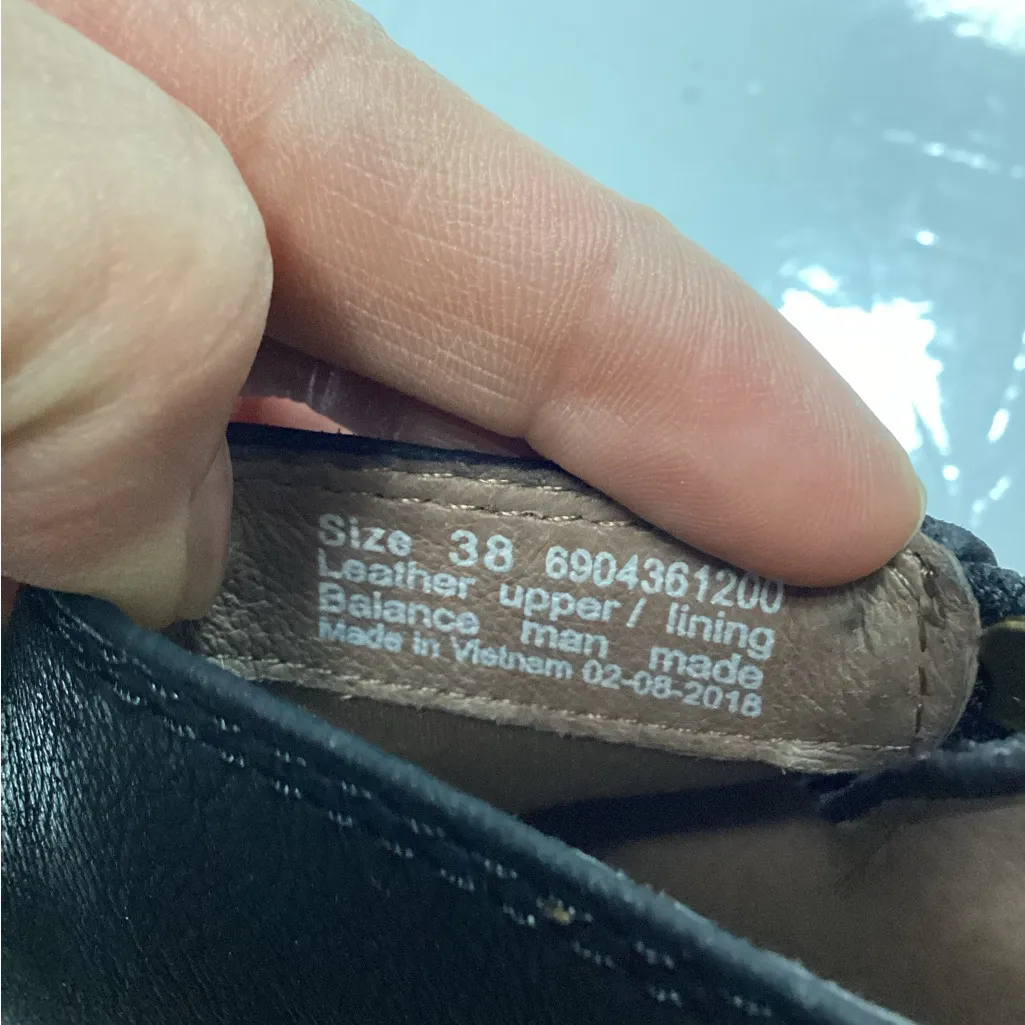 Size 38 6904361200
Leather upper / lining
Balance man made
Made in Vietnam 02-08-2018